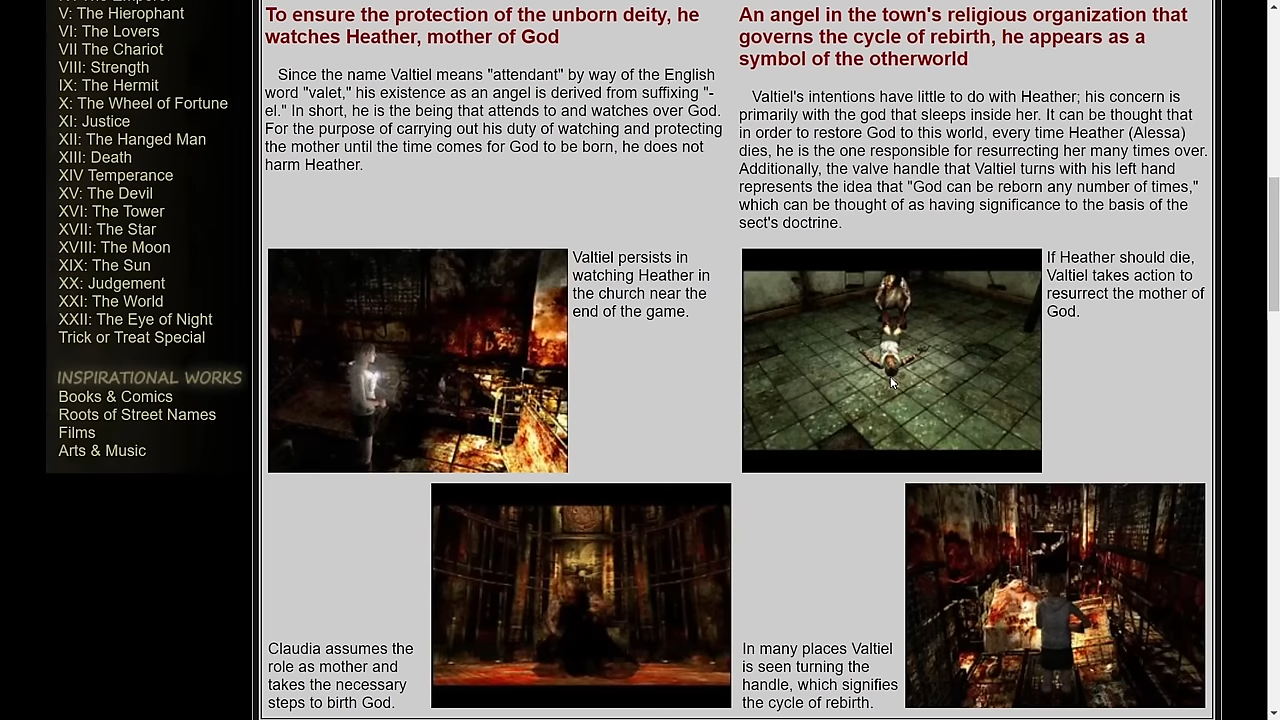 V: The Hierophant
VI: The Lovers
VII The Chariot
VIII: Strength
IX: The Hermit
X: The Wheel of Fortune
XI: Justice
XII: The Hanged Man
XIII: Death
XIV Temperance
XV: The Devil
XVI: The Tower
XVII: The Star
XVIII: The Moon
XIX: The Sun
XX: Judgement
XXI: The World
XXII: The Eye of Night
Trick or Treat Special
INSPIRATIONAL WORKS
Books & Comics
Roots of Street Names
Films
Arts & Music
To ensure the protection of the unborn deity, he
watches Heather, mother of God
Since the name Valtiel means "attendant" by way of the English
word "valet," his existence as an angel is derived from suffixing "-
el." In short, he is the being that attends to and watches over God.
For the purpose of carrying out his duty of watching and protecting
the mother until the time comes for God to be born, he does not
harm Heather.
An angel in the town's religious organization that
governs the cycle of rebirth, he appears as a
symbol of the otherworld
Valtiel's intentions have little to do with Heather; his concern is
primarily with the god that sleeps inside her. It can be thought that
in order to restore God to this world, every time Heather (Alessa)
dies, he is the one responsible for resurrecting her many times over.
Additionally, the valve handle that Valtiel turns with his left hand
represents the idea that "God can be reborn any number of times,"
which can be thought of as having significance to the basis of the
sect's doctrine.
Valtiel persists in
watching Heather in
the church near the
end of the game.
If Heather should die,
Valtiel takes action to
resurrect the mother of
God.
Claudia assumes the
role as mother and
takes the necessary
steps to birth God.
In many places Valtiel
is seen turning the
handle, which signifies
the cycle of rebirth.